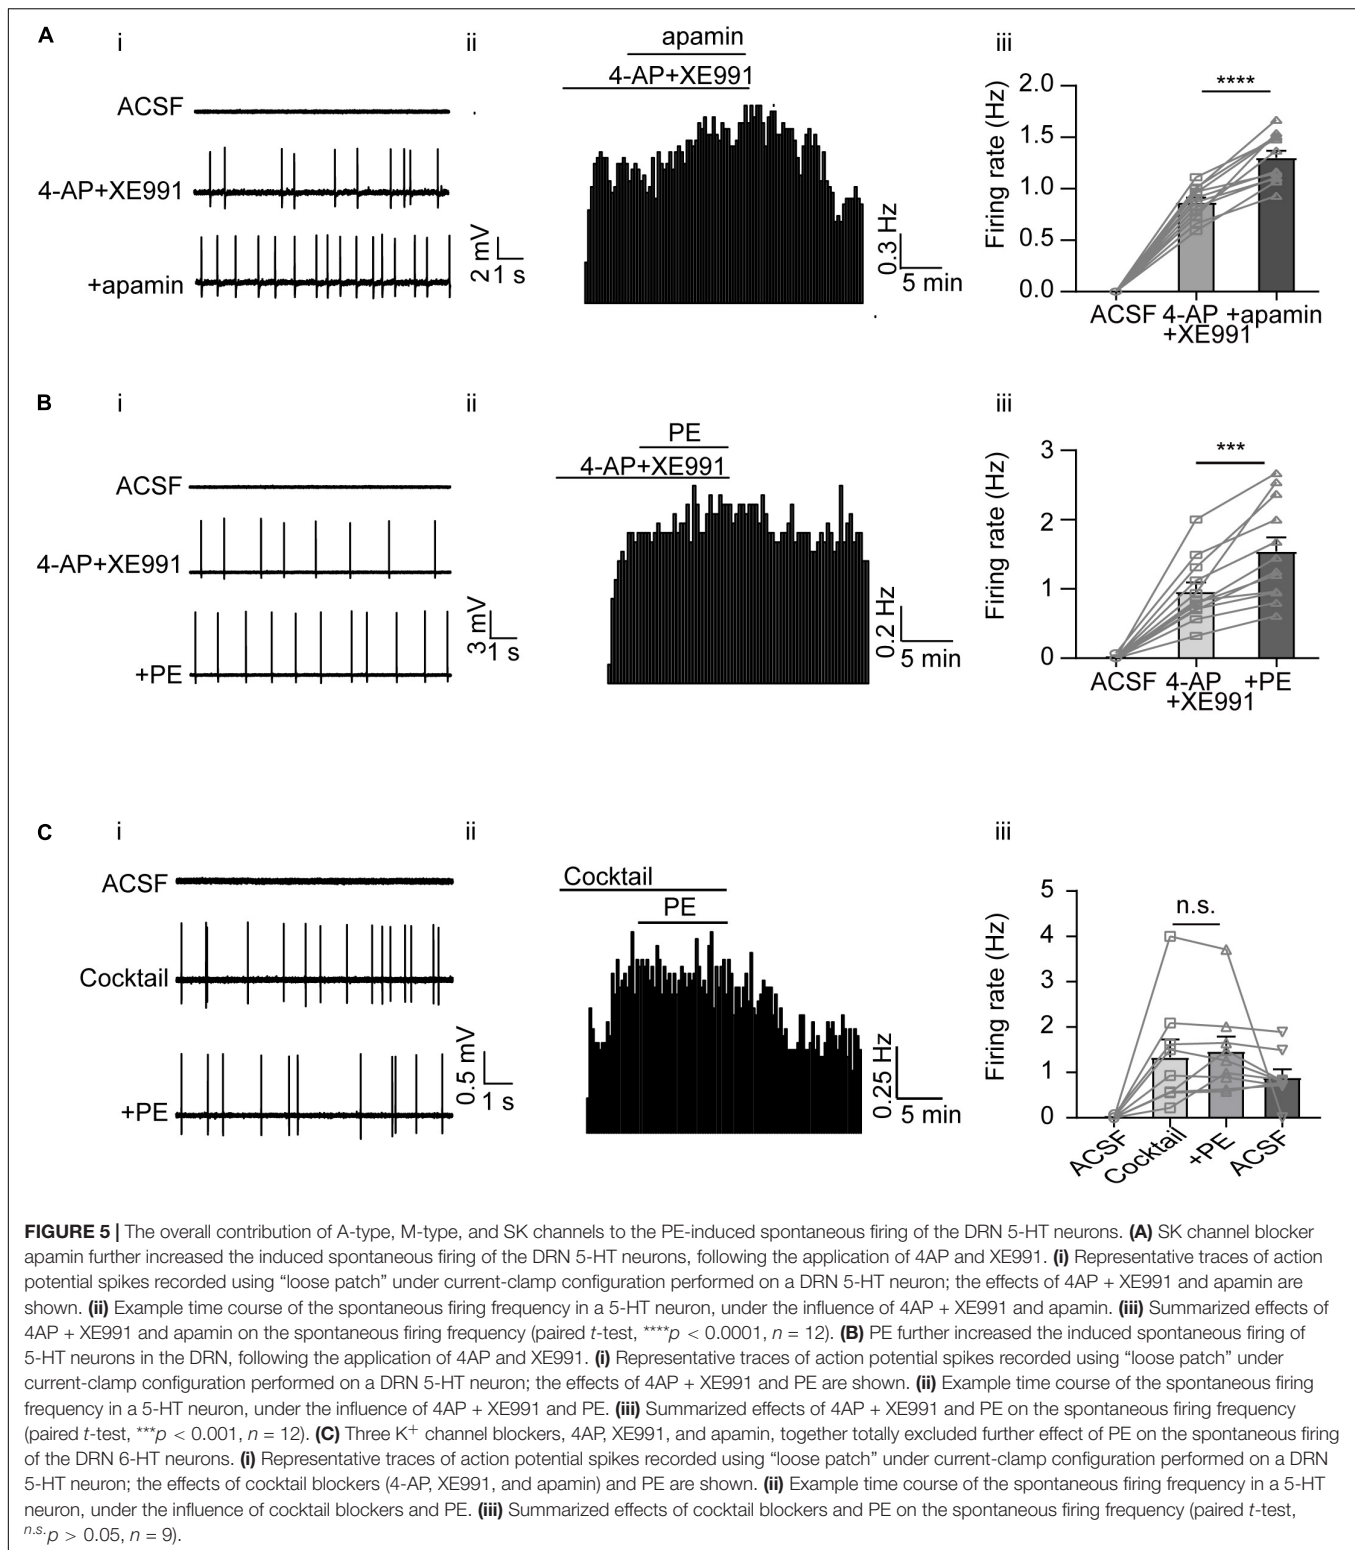 A
i
ii
iii
ACSF
4-AP+XE991
+apamin
2 mV
1 s
apamin
4-AP+XE991
0.3 Hz
5 min
Firing rate (Hz)
2.0
1.5
1.0
0.5
0.0
****
ACSF 4-AP +apamin
+XE991
B
i
ii
iii
ACSF
4-AP+XE991
+PE
3 mV
1 s
PE
4-AP+XE991
0.2 Hz
5 min
Firing rate (Hz)
3
2
1
0
***
ACSF 4-AP +PE
+XE991
C
i
ii
iii
ACSF
Cocktail
+PE
0.5 mV
1 s
Cocktail
PE
0.25 Hz
5 min
Firing rate (Hz)
5
4
3
2
1
0
n.s.
ACSF
Cocktail
+PE
ACSF
FIGURE 5 | The overall contribution of A-type, M-type, and SK channels to the PE-induced spontaneous firing of the DRN 5-HT neurons. (A) SK channel blocker
apamin further increased the induced spontaneous firing of the DRN 5-HT neurons, following the application of 4AP and XE991. (i) Representative traces of action
potential spikes recorded using “loose patch” under current-clamp configuration performed on a DRN 5-HT neuron; the effects of 4AP + XE991 and apamin are
shown. (ii) Example time course of the spontaneous firing frequency in a 5-HT neuron, under the influence of 4AP + XE991 and apamin. (iii) Summarized effects of
4AP + XE991 and apamin on the spontaneous firing frequency (paired t-test, ****p < 0.0001, n = 12). (B) PE further increased the induced spontaneous firing of
5-HT neurons in the DRN, following the application of 4AP and XE991. (i) Representative traces of action potential spikes recorded using “loose patch” under
current-clamp configuration performed on a DRN 5-HT neuron; the effects of 4AP + XE991 and PE are shown. (ii) Example time course of the spontaneous firing
frequency in a 5-HT neuron, under the influence of 4AP + XE991 and PE. (iii) Summarized effects of 4AP + XE991 and PE on the spontaneous firing frequency
(paired t-test, ***p < 0.001, n = 12). (C) Three K+ channel blockers, 4AP, XE991, and apamin, together totally excluded further effect of PE on the spontaneous firing
of the DRN 6-HT neurons. (i) Representative traces of action potential spikes recorded using “loose patch” under current-clamp configuration performed on a DRN
5-HT neuron; the effects of cocktail blockers (4-AP, XE991, and apamin) and PE are shown. (ii) Example time course of the spontaneous firing frequency in a 5-HT
neuron, under the influence of cocktail blockers and PE. (iii) Summarized effects of cocktail blockers and PE on the spontaneous firing frequency (paired t-test,
n.s.p > 0.05, n = 9).